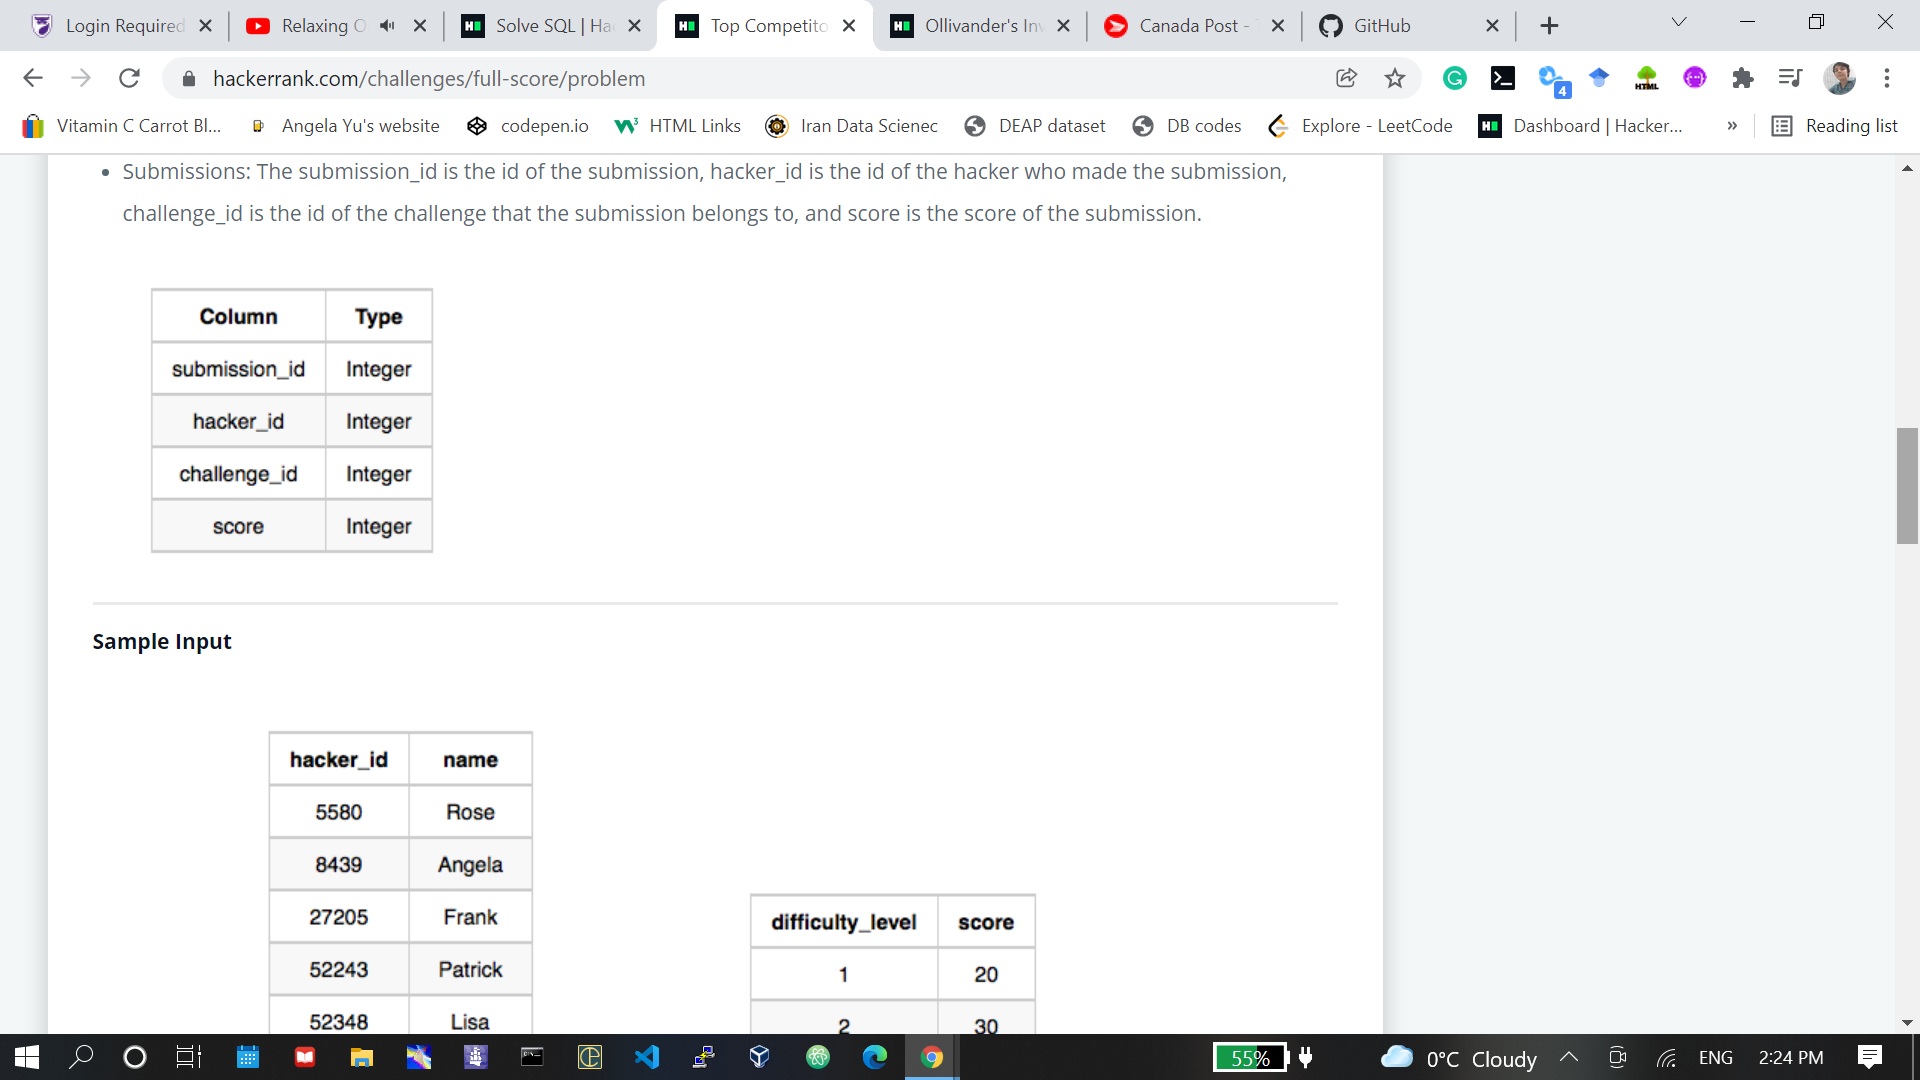 Login Required
Relaxing O
Solve SQL | Ha
Top Competito
Ollivander's Inv
Canada Post -
GitHub
hackerrank.com/challenges/full-score/problem
4
HTML
Vitamin C Carrot Bl...
Angela Yu's website
codepen.io
HTML Links
Iran Data Scienec
DEAP dataset
DB codes
Explore - LeetCode
Dashboard | Hacker...
»
Reading list
• Submissions: The submission_id is the id of the submission, hacker_id is the id of the hacker who made the submission,
challenge_id is the id of the challenge that the submission belongs to, and score is the score of the submission.
Column Type
submission_id Integer
hacker_id Integer
challenge_id Integer
score Integer
Sample Input
hacker_id name
5580 Rose
8439 Angela
27205 Frank
52243 Patrick
52348 Lisa
difficulty_level score
1 20
2 30
55%
0°C Cloudy
ENG
2:24 PM